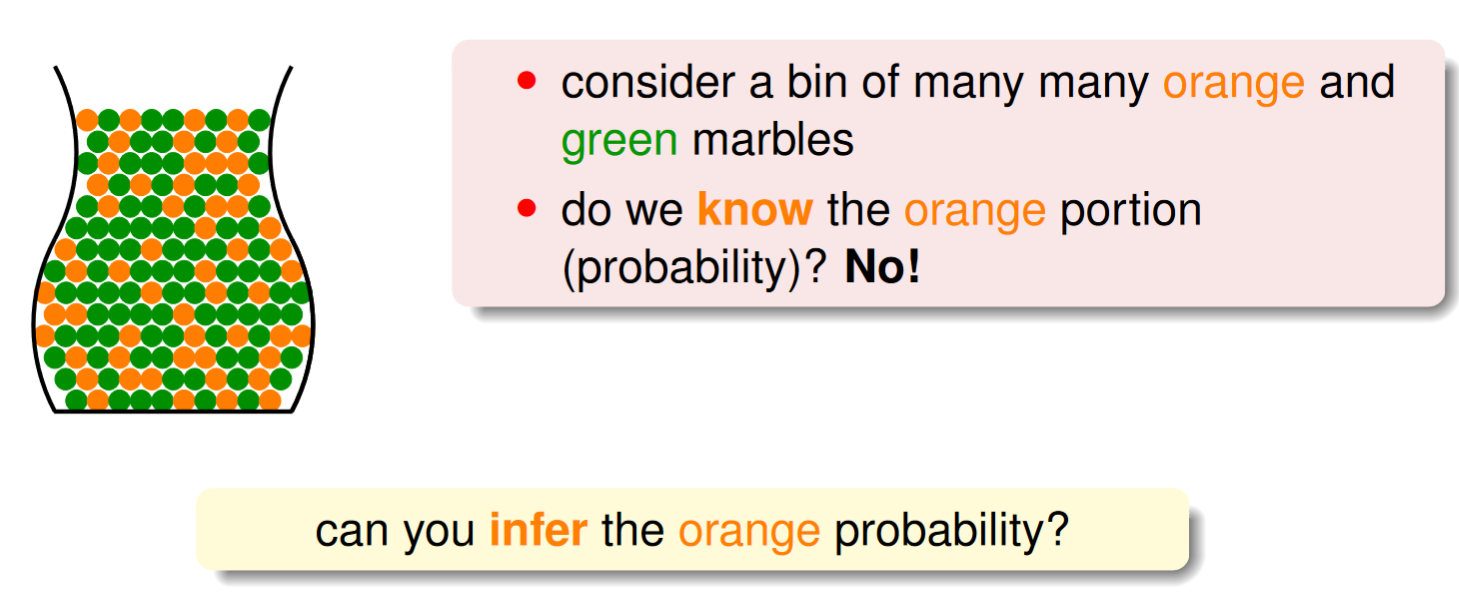 • consider a bin of many many orange and
green marbles
• do we know the orange portion
(probability)? No!
can you infer the orange probability?